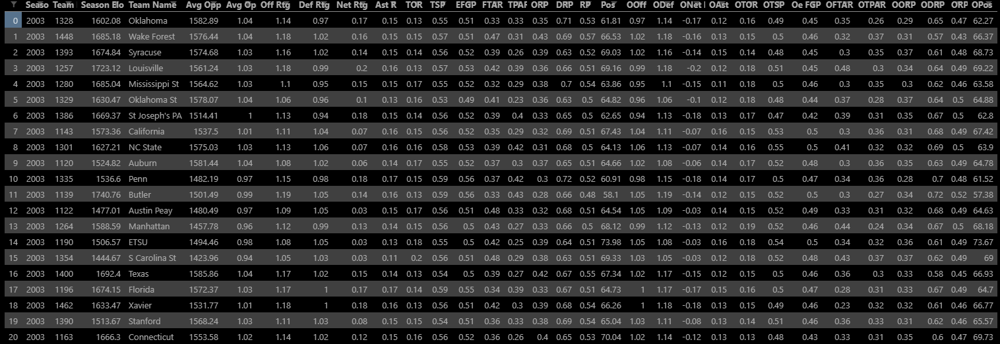 Seaso Team Season Elo Team Name Avg Opp Avg Op Off Rtg Def Rtg Net Rtg Ast R TOR TSP EFGP FTAR TPAF ORP DRP RP Pos OOff ODef ONet OAst OTOR OTSP Oe FGP OFTAR OTPAR OORP ODRP ORP OPos
0 2003 1328 1602.08 Oklahoma 1582.89 1.04 1.14 0.97 0.17 0.15 0.13 0.55 0.51 0.33 0.33 0.35 0.71 0.53 61.81 0.97 1.14 -0.17 0.12 0.16 0.49 0.45 0.35 0.26 0.29 0.65 0.47 62.27
1 2003 1448 1685.18 Wake Forest 1576.44 1.04 1.18 1.02 0.16 0.15 0.15 0.57 0.51 0.47 0.31 0.43 0.69 0.57 66.53 1.02 1.18 -0.16 0.13 0.15 0.5 0.46 0.32 0.37 0.31 0.57 0.43 66.37
2 2003 1393 1674.84 Syracuse 1574.68 1.03 1.16 1.02 0.14 0.15 0.14 0.56 0.52 0.39 0.26 0.39 0.63 0.52 69.03 1.02 1.16 -0.14 0.15 0.14 0.48 0.45 0.3 0.35 0.37 0.61 0.48 68.73
3 2003 1257 1723.12 Louisville 1561.24 1.03 1.18 0.99 0.2 0.16 0.13 0.57 0.53 0.42 0.39 0.36 0.66 0.51 69.16 0.99 1.18 -0.2 0.12 0.18 0.51 0.45 0.48 0.3 0.34 0.64 0.49 69.22
4 2003 1280 1685.04 Mississippi St 1564.62 1.03 1.1 0.95 0.15 0.15 0.17 0.55 0.52 0.32 0.29 0.38 0.7 0.54 63.86 0.95 1.1 -0.15 0.11 0.18 0.5 0.46 0.3 0.35 0.3 0.62 0.46 63.58
5 2003 1329 1630.47 Oklahoma St 1578.07 1.04 1.06 0.96 0.1 0.13 0.16 0.53 0.49 0.41 0.23 0.36 0.63 0.5 64.82 0.96 1.06 -0.1 0.12 0.18 0.48 0.44 0.37 0.28 0.37 0.64 0.5 64.88
6 2003 1386 1669.37 St Joseph's PA 1514.41 1 1.13 0.94 0.18 0.15 0.14 0.56 0.52 0.39 0.4 0.33 0.65 0.5 62.65 0.94 1.13 -0.18 0.13 0.17 0.47 0.42 0.39 0.31 0.35 0.67 0.5 62.8
7 2003 1143 1573.36 California 1537.5 1.01 1.11 1.04 0.07 0.16 0.15 0.56 0.52 0.35 0.29 0.32 0.69 0.51 67.43 1.04 1.11 -0.07 0.16 0.15 0.53 0.5 0.3 0.36 0.31 0.68 0.49 67.42
8 2003 1301 1627.21 NC State 1575.03 1.03 1.13 1.06 0.07 0.16 0.16 0.58 0.53 0.39 0.42 0.31 0.68 0.5 64.13 1.06 1.13 -0.07 0.14 0.16 0.55 0.5 0.41 0.32 0.32 0.69 0.5 63.9
9 2003 1120 1524.82 Auburn 1581.44 1.04 1.08 1.02 0.06 0.14 0.17 0.55 0.52 0.37 0.3 0.37 0.65 0.51 64.66 1.02 1.08 -0.06 0.14 0.17 0.52 0.48 0.3 0.36 0.35 0.63 0.49 64.78
10 2003 1335 1536.6 Penn 1482.19 0.97 1.15 0.98 0.18 0.17 0.15 0.59 0.56 0.37 0.42 0.3 0.72 0.52 60.91 0.98 1.15 -0.18 0.14 0.17 0.5 0.47 0.34 0.36 0.28 0.7 0.48 61.52
11 2003 1139 1740.76 Butler 1501.49 0.99 1.19 1.05 0.14 0.16 0.13 0.59 0.56 0.33 0.43 0.28 0.66 0.48 58.1 1.05 1.19 -0.14 0.12 0.15 0.52 0.5 0.3 0.27 0.34 0.72 0.52 57.38
12 2003 1122 1477.01 Austin Peay 1480.49 0.97 1.09 1.05 0.03 0.15 0.17 0.56 0.51 0.48 0.33 0.32 0.68 0.51 64.54 1.05 1.09 -0.03 0.14 0.15 0.52 0.49 0.33 0.31 0.32 0.68 0.49 64.63
13 2003 1264 1588.59 Manhattan 1457.78 0.96 1.12 0.99 0.13 0.14 0.15 0.56 0.5 0.43 0.27 0.33 0.66 0.5 68.12 0.99 1.12 -0.13 0.12 0.19 0.52 0.46 0.44 0.24 0.34 0.67 0.5 68.18
14 2003 1190 1506.57 ETSU 1494.46 0.98 1.08 1.05 0.03 0.13 0.18 0.55 0.5 0.42 0.25 0.39 0.64 0.51 73.98 1.05 1.08 -0.03 0.16 0.18 0.54 0.5 0.34 0.32 0.36 0.61 0.49 73.67
15 2003 1354 1444.67 S Carolina St 1423.96 0.94 1.05 1.03 0.03 0.11 0.2 0.56 0.51 0.48 0.29 0.38 0.63 0.51 69.33 1.03 1.05 -0.03 0.12 0.18 0.52 0.48 0.43 0.37 0.37 0.62 0.49 69
16 2003 1400 1692.4 Texas 1585.86 1.04 1.17 1.02 0.15 0.14 0.13 0.54 0.5 0.39 0.27 0.42 0.67 0.55 67.34 1.02 1.17 -0.15 0.12 0.15 0.5 0.46 0.36 0.3 0.33 0.58 0.45 66.93
17 2003 1196 1674.15 Florida 1572.37 1.03 1.17 1 0.17 0.17 0.14 0.59 0.55 0.34 0.39 0.33 0.67 0.51 64.73 1 1.17 -0.17 0.15 0.16 0.5 0.47 0.28 0.31 0.33 0.67 0.49 64.7
18 2003 1462 1633.47 Xavier 1531.77 1.01 1.18 1 0.18 0.16 0.13 0.56 0.51 0.42 0.3 0.39 0.68 0.54 66.26 1 1.18 -0.18 0.13 0.15 0.49 0.46 0.23 0.32 0.32 0.61 0.46 66.77
19 2003 1390 1513.67 Stanford 1568.24 1.03 1.11 1.03 0.08 0.15 0.15 0.54 0.51 0.36 0.33 0.38 0.69 0.54 65.04 1.03 1.11 -0.08 0.13 0.14 0.51 0.46 0.36 0.33 0.31 0.62 0.46 65.57
20 2003 1163 1666.3 Connecticut 1553.58 1.02 1.14 1.02 0.12 0.15 0.16 0.56 0.52 0.36 0.26 0.4 0.65 0.53 70.04 1.02 1.14 -0.12 0.13 0.13 0.48 0.43 0.33 0.31 0.35 0.6 0.47 69.73